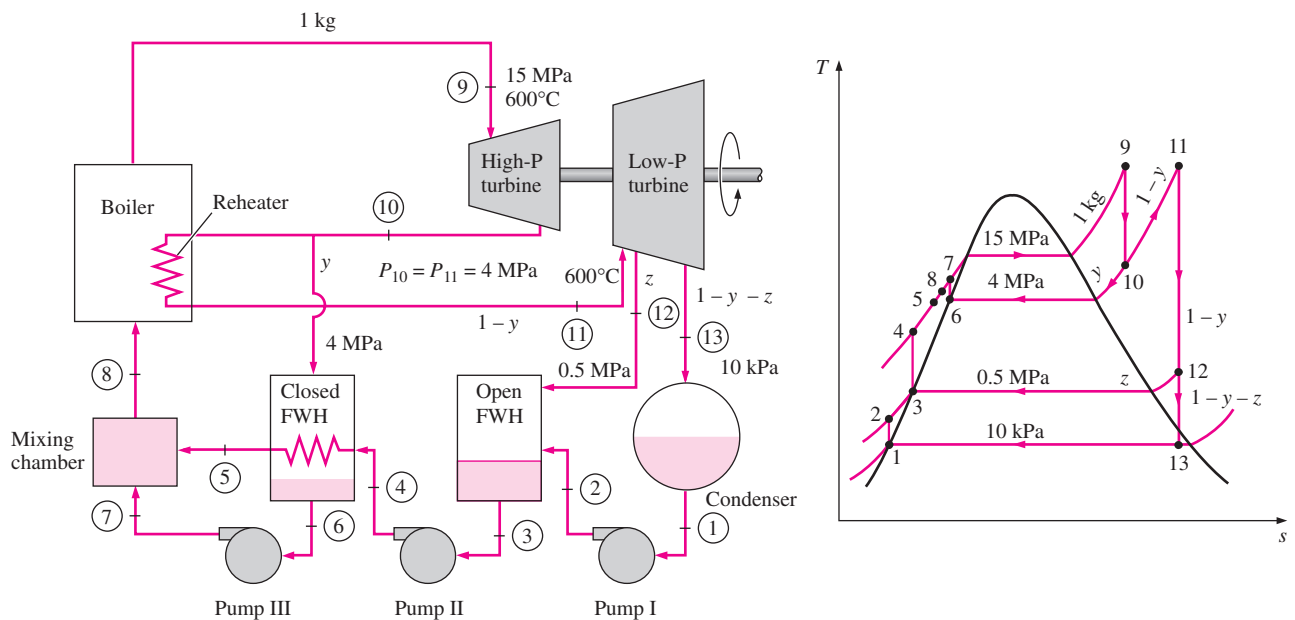 1 kg
9
15 MPa
600°C
High-P
turbine
Low-P
turbine
Boiler
Reheater
10
y
P10 = P11 = 4 MPa
600°C
z
1 – y
11
12
1 – y – z
13
4 MPa
0.5 MPa
10 kPa
8
Closed
FWH
Open
FWH
Mixing
chamber
5
4
2
Condenser
7
6
3
1
Pump III
Pump II
Pump I
T
9
11
1 kg
1 – y
15 MPa
7
8
5
4 MPa
y
10
6
4
1 – y
0.5 MPa
z
12
3
2
1 – y – z
10 kPa
1
13
s